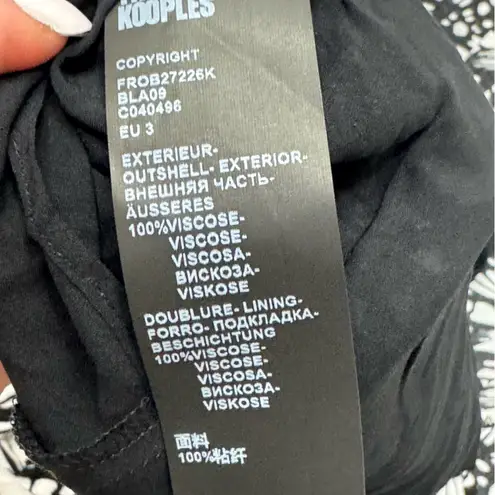 KOOPLES
COPYRIGHT
FROB27226K
BLA09
C040496
EU 3
EXTERIEUR-
OUTSHELL- EXTERIOR-
ВНЕШНЯЯ ЧАСТЬ-
ÄUSSERES
100%VISCOSE-
VISCOSE-
VISCOSA-
ВИСКОЗА-
VISKOSE
DOUBLURE- LINING-
FORRO- ПОДКЛАДКА-
BESCHICHTUNG
100%VISCOSE-
VISCOSE-
VISCOSA-
ВИСКОЗА-
VISKOSE
面料
100%粘纤